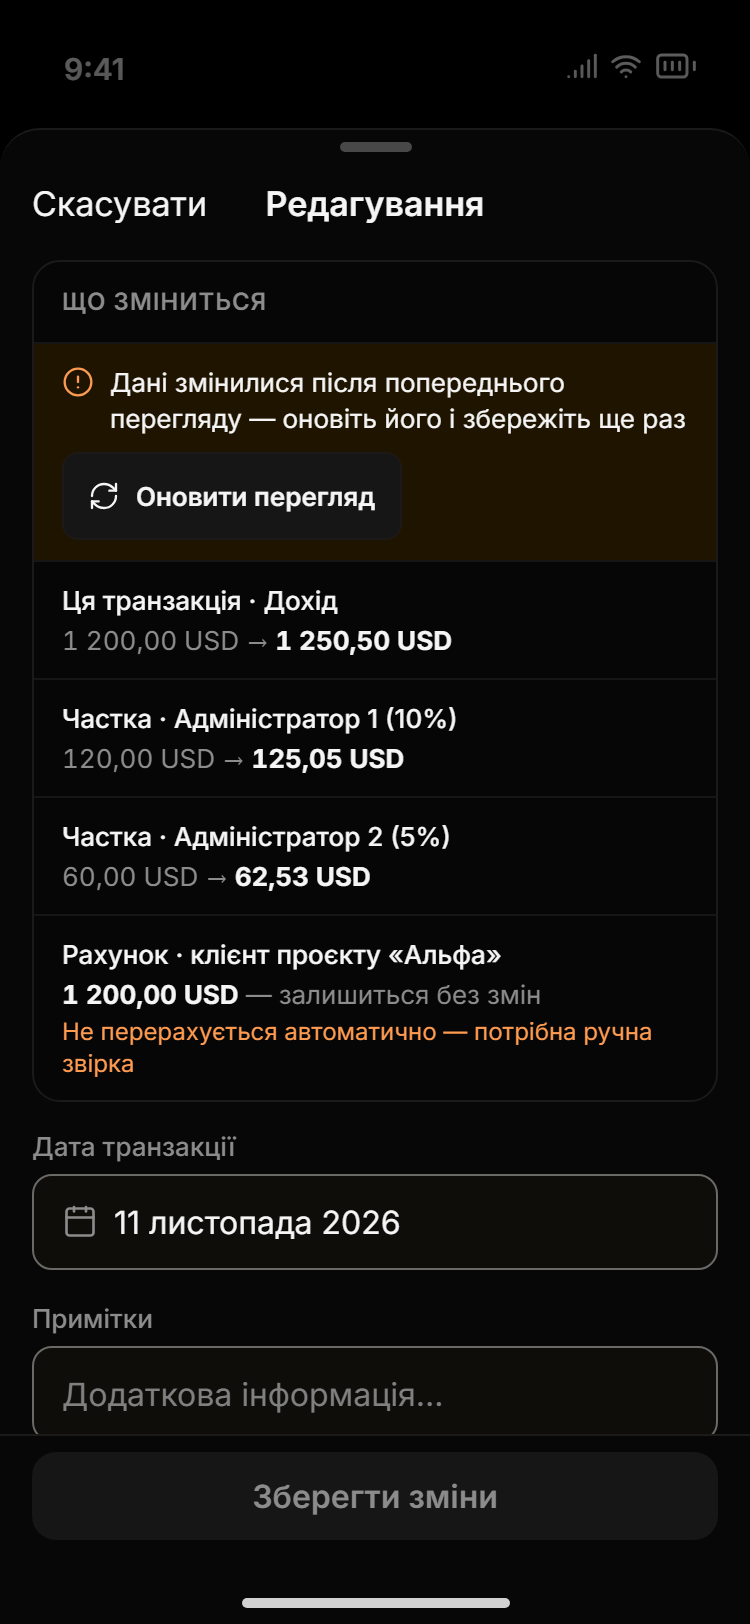 9:41
Скасувати
Редагування
ЩО ЗМІНИТЬСЯ
Дані змінилися після попереднього
перегляду — оновіть його і збережіть ще раз
Оновити перегляд
Ця транзакція · Дохід
1 200,00 USD → 1 250,50 USD
Частка · Адміністратор 1 (10%)
120,00 USD → 125,05 USD
Частка · Адміністратор 2 (5%)
60,00 USD → 62,53 USD
Рахунок · клієнт проєкту «Альфа»
1 200,00 USD — залишиться без змін
Не перерахується автоматично — потрібна ручна
звірка
Дата транзакції
11 листопада 2026
Примітки
Додаткова інформація...
Зберегти зміни